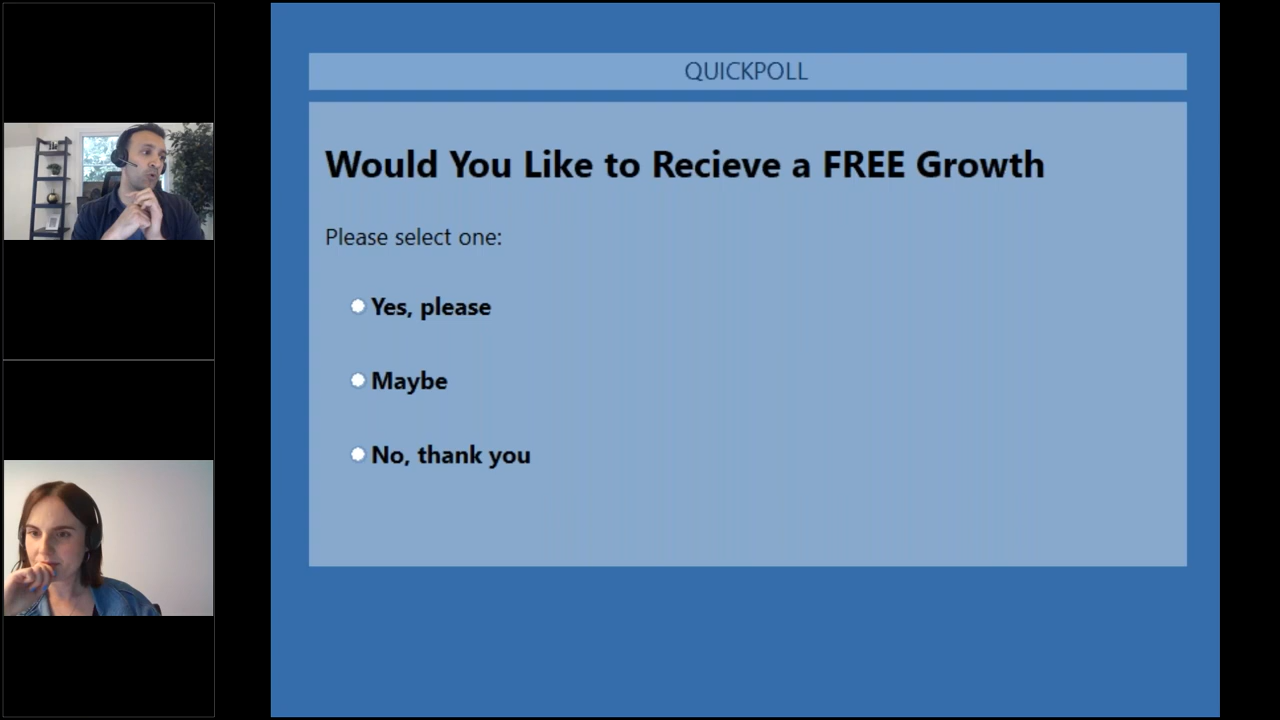 QUICKPOLL
Would You Like to Recieve a FREE Growth
Please select one:
Yes, please
Maybe
No, thank you